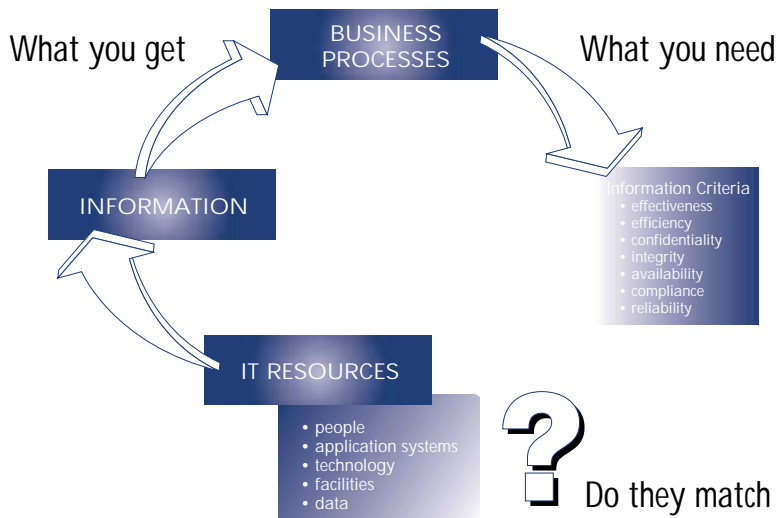 What you get
BUSINESS
PROCESSES
What you need
INFORMATION
Information Criteria
• effectiveness
• efficiency
• confidentiality
• integrity
• availability
• compliance
• reliability
IT RESOURCES
• people
• application systems
• technology
• facilities
• data
?
Do they match